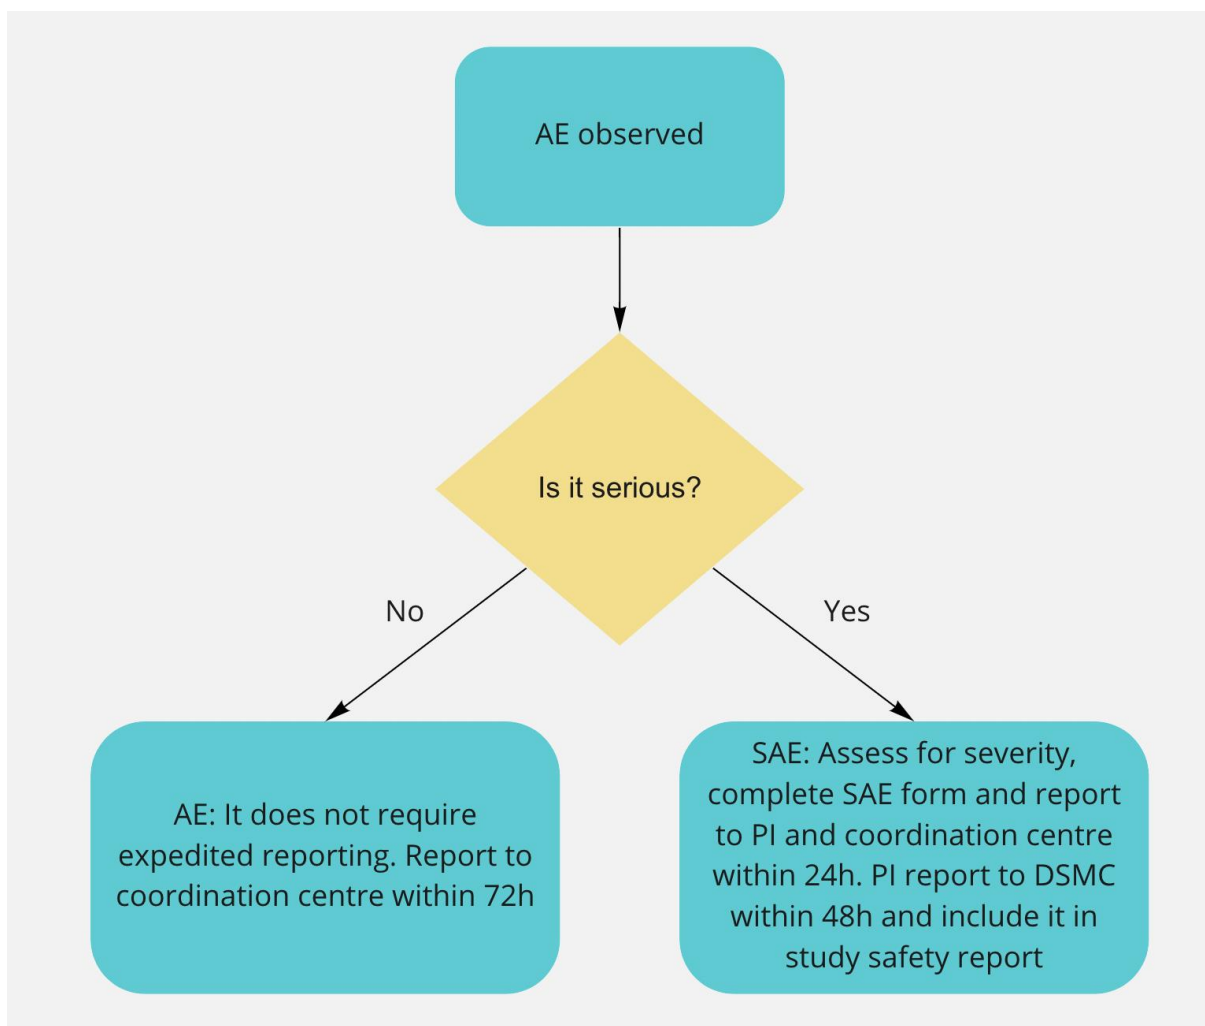 AE observed
Is it serious?
No
Yes
AE: It does not require
expedited reporting. Report to
coordination centre within 72h
SAE: Assess for severity,
complete SAE form and report
to PI and coordination centre
within 24h. PI report to DSMC
within 48h and include it in
study safety report